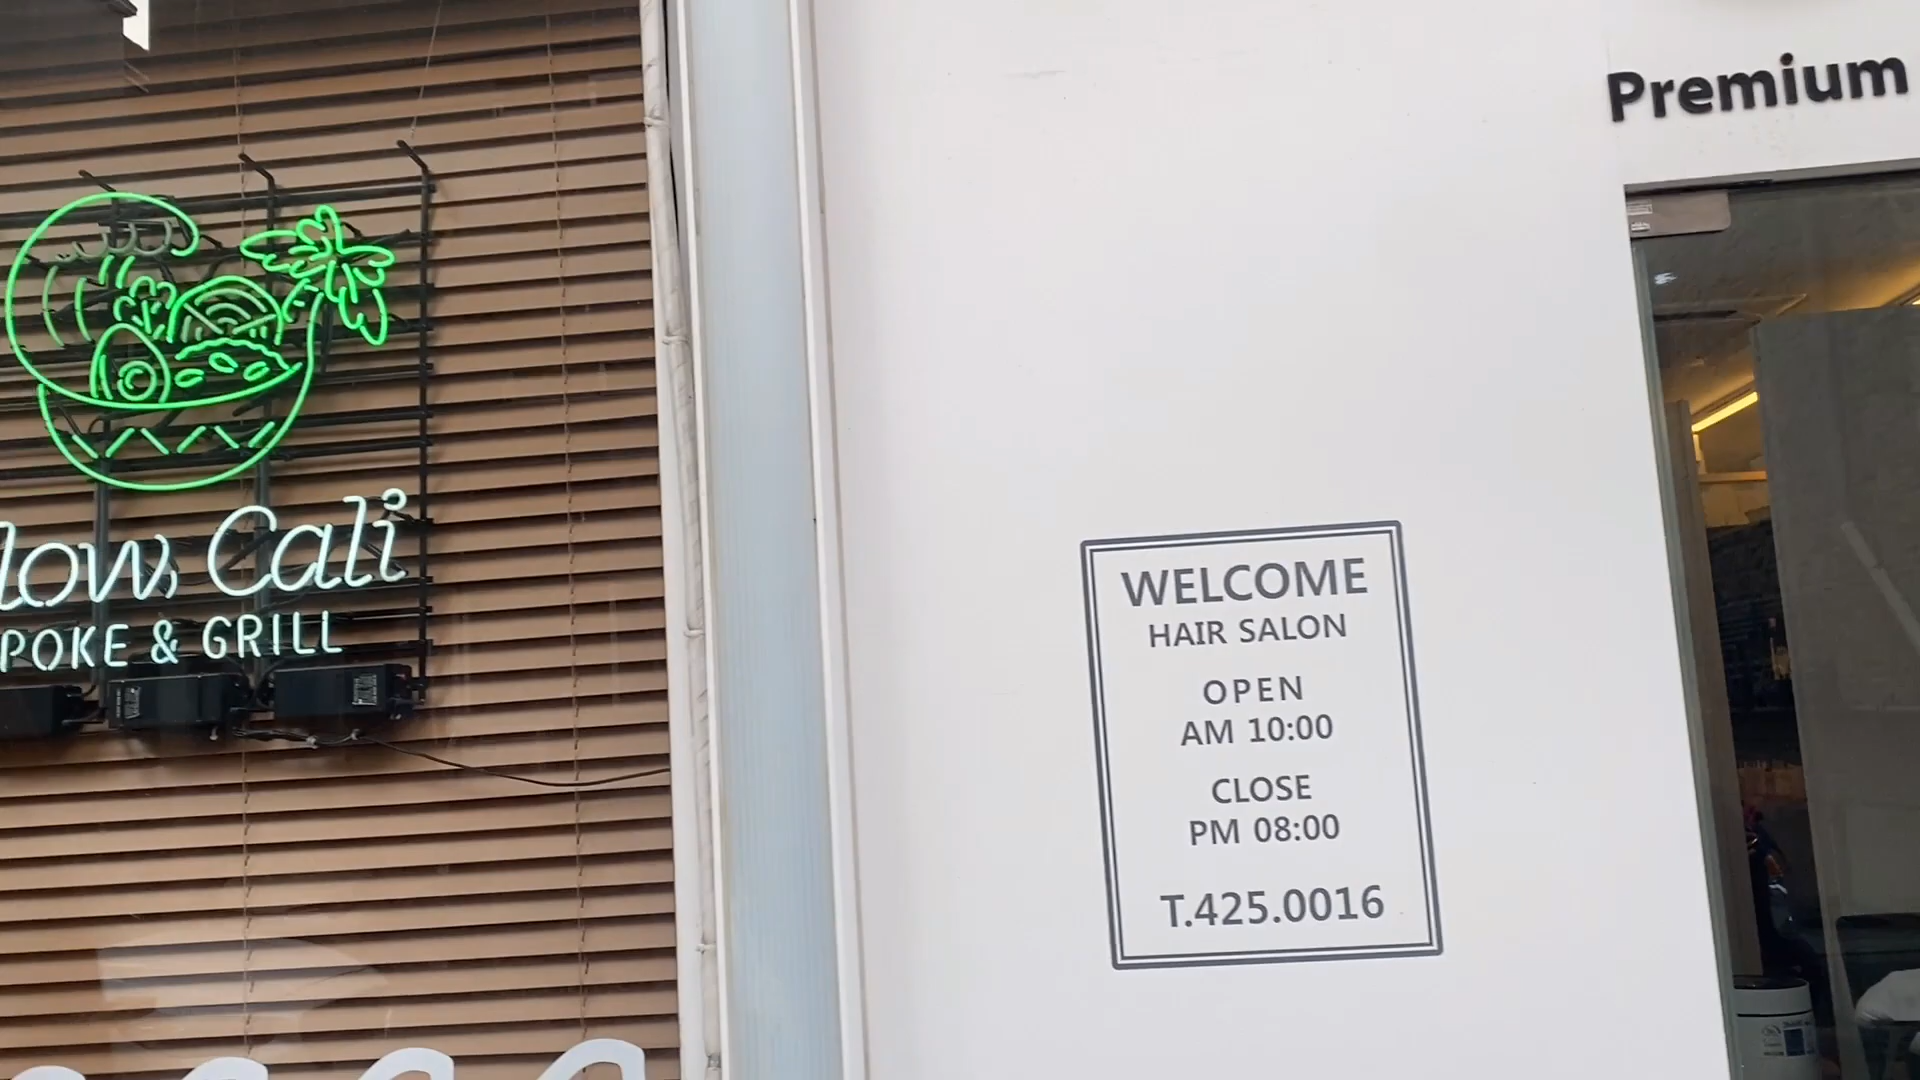 low Cali
POKE & GRILL
Premium
WELCOME
HAIR SALON
OPEN
AM 10:00
CLOSE
PM 08:00
T.425.0016